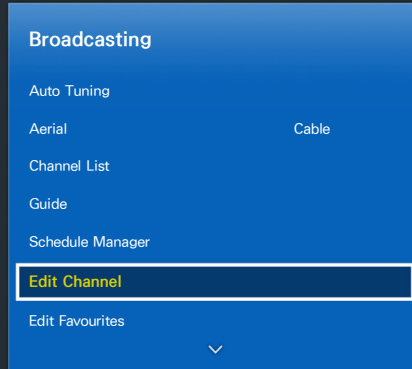 Broadcasting
Auto Tuning
Aerial Cable
Channel List
Guide
Schedule Manager
Edit Channel
Edit Favourites